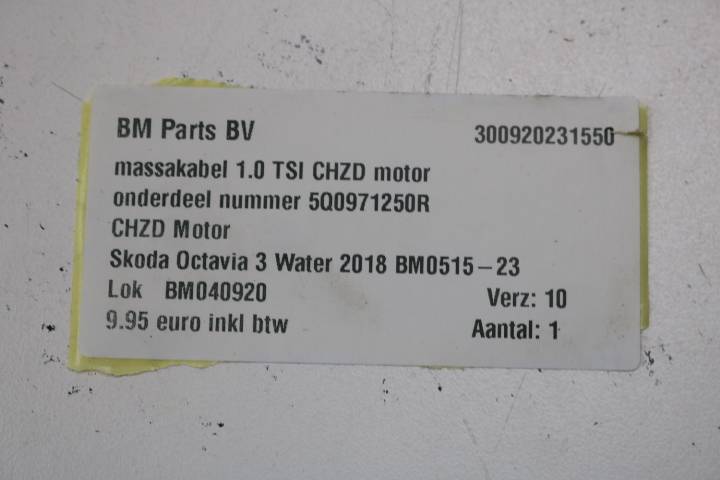 BM Parts BV 300920231550
massakabel 1.0 TSI CHZD motor
onderdeel nummer 5Q0971250R
CHZD Motor
Skoda Octavia 3 Water 2018 BM0515-23
Lok BM040920 Verz: 10
9.95 euro inkl btw Aantal: 1